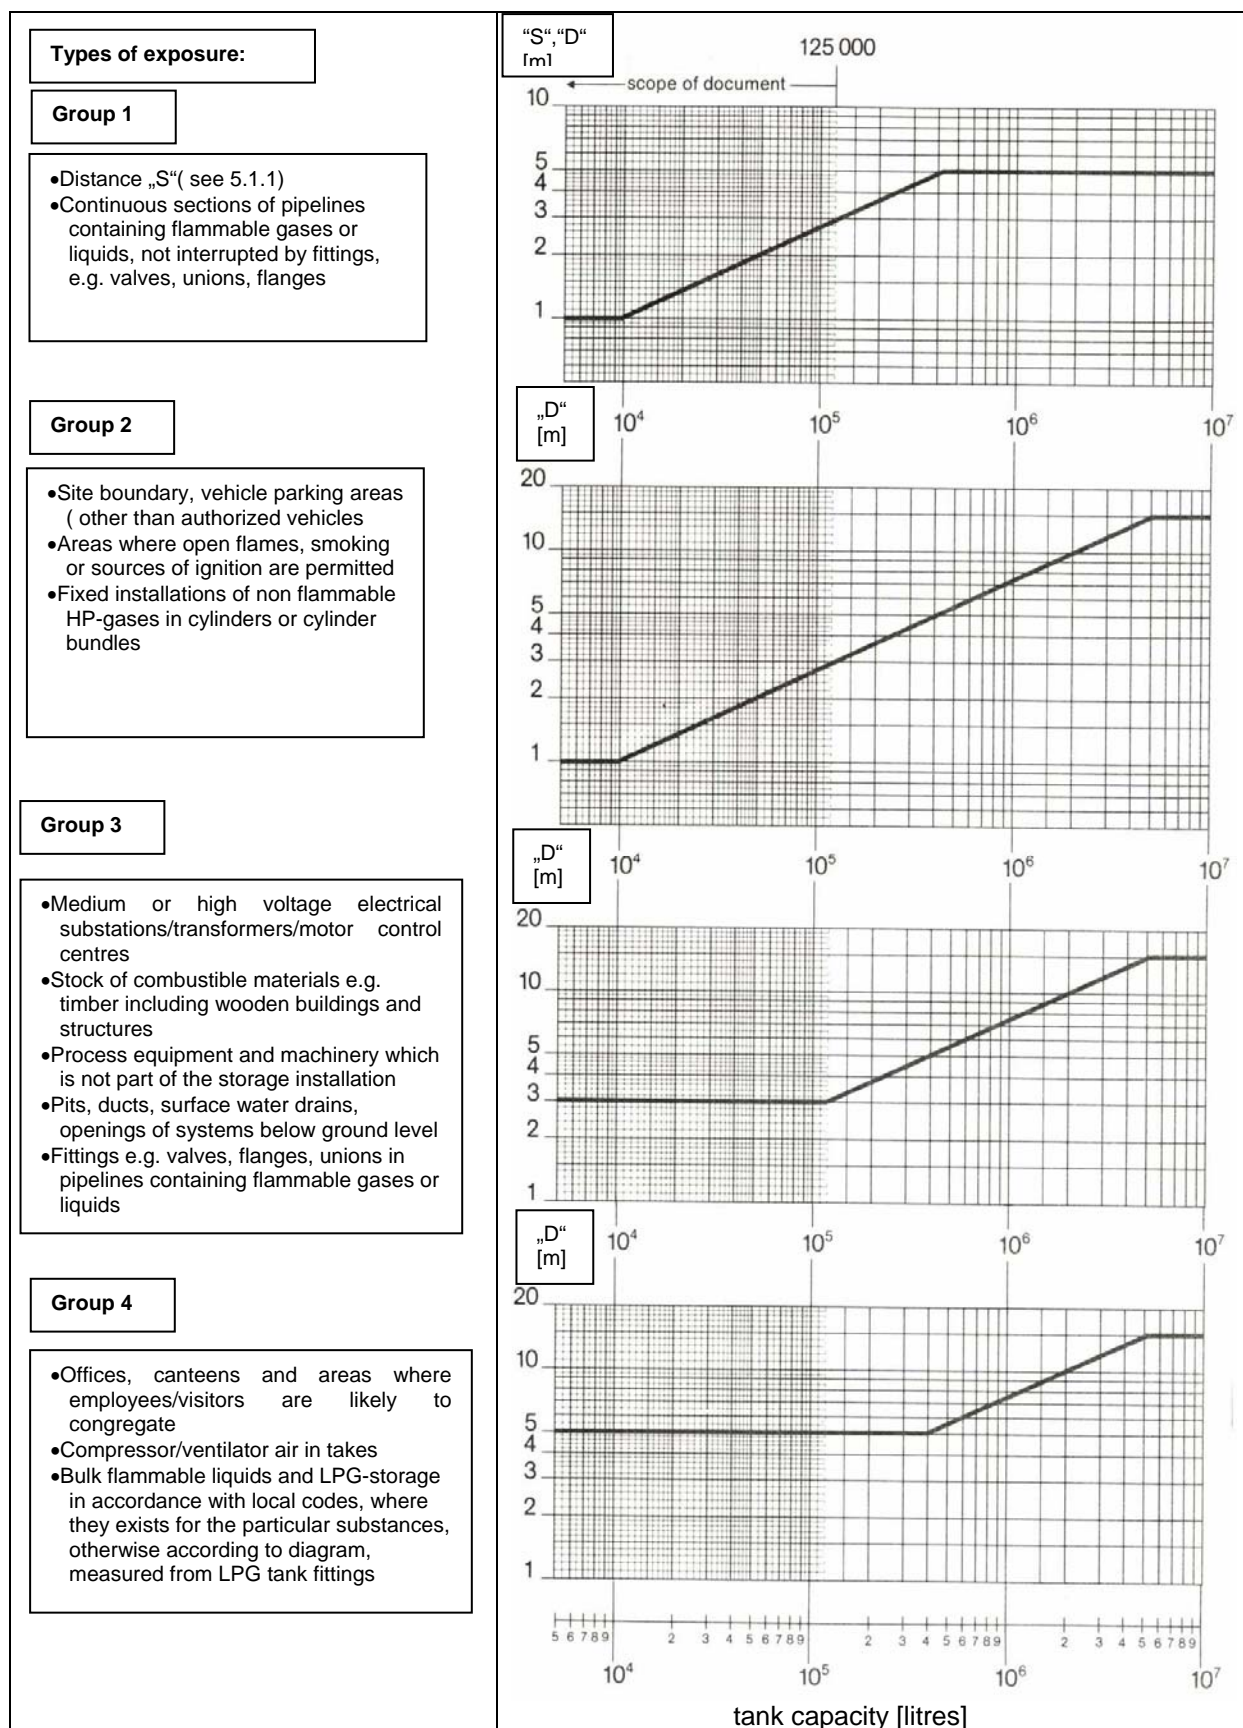 Types of exposure:
Group 1
•Distance „S“( see 5.1.1)
•Continuous sections of pipelines
containing flammable gases or
liquids, not interrupted by fittings,
e.g. valves, unions, flanges
“S“,“D“
[m]
125 000
scope of document
10
5
4
3
2
1
10⁴ 10⁵ 10⁶ 10⁷
Group 2
•Site boundary, vehicle parking areas
( other than authorized vehicles
•Areas where open flames, smoking
or sources of ignition are permitted
•Fixed installations of non flammable
HP-gases in cylinders or cylinder
bundles
„D“
[m]
20
10
5
4
3
2
1
10⁴ 10⁵ 10⁶ 10⁷
Group 3
•Medium or high voltage electrical
substations/transformers/motor control
centres
•Stock of combustible materials e.g.
timber including wooden buildings and
structures
•Process equipment and machinery which
is not part of the storage installation
•Pits, ducts, surface water drains,
openings of systems below ground level
•Fittings e.g. valves, flanges, unions in
pipelines containing flammable gases or
liquids
„D“
[m]
20
10
5
4
3
2
1
10⁴ 10⁵ 10⁶ 10⁷
Group 4
•Offices, canteens and areas where
employees/visitors are likely to
congregate
•Compressor/ventilator air in takes
•Bulk flammable liquids and LPG-storage
in accordance with local codes, where
they exists for the particular substances,
otherwise according to diagram,
measured from LPG tank fittings
„D“
[m]
20
10
5
4
3
2
1
5 6 7 8 9 2 3 4 5 6 7 8 9 2 3 4 5 6 7 8 9 2 3 4 5 6 7 8 9
10⁴ 10⁵ 10⁶ 10⁷
tank capacity [litres]